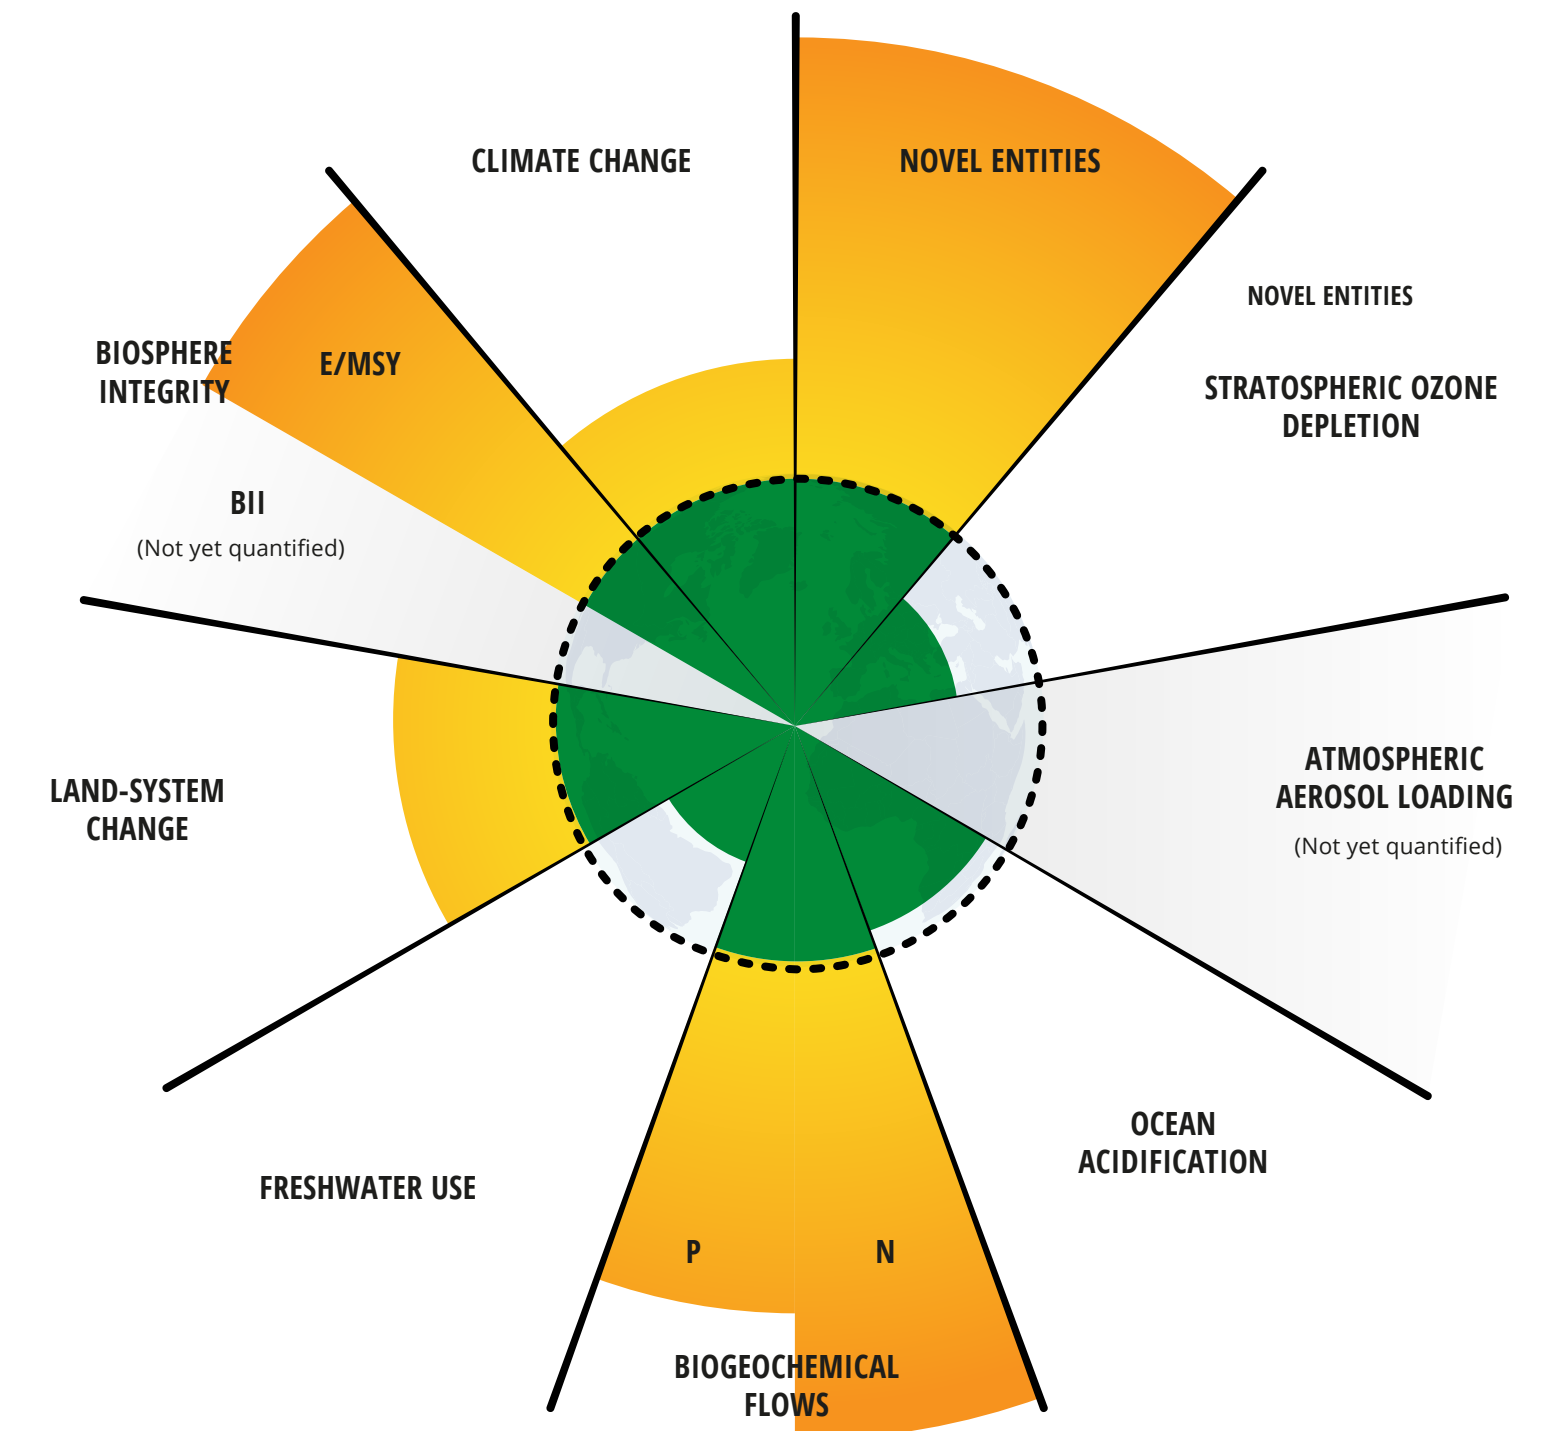 CLIMATE CHANGE
NOVEL ENTITIES
NOVEL ENTITIES
STRATOSPHERIC OZONE
DEPLETION
BIOSPHERE
INTEGRITY
E/MSY
BII
(Not yet quantified)
ATMOSPHERIC
AEROSOL LOADING
(Not yet quantified)
LAND-SYSTEM
CHANGE
OCEAN
ACIDIFICATION
FRESHWATER USE
P
N
BIOGEOCHEMICAL
FLOWS